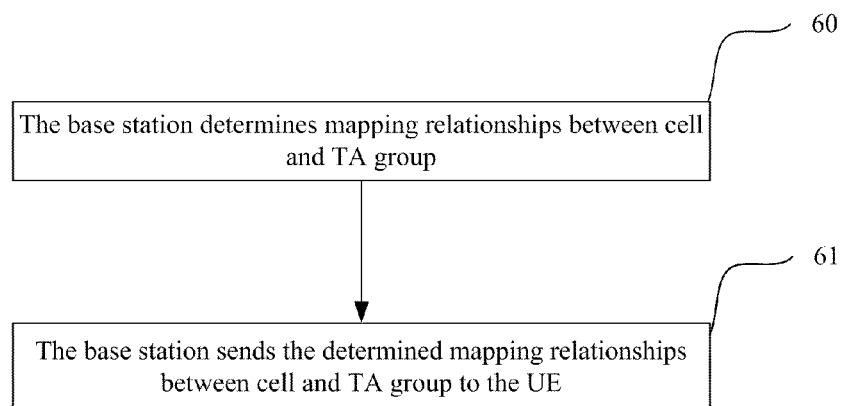 60
The base station determines mapping relationships between cell
and TA group
61
The base station sends the determined mapping relationships
between cell and TA group to the UE